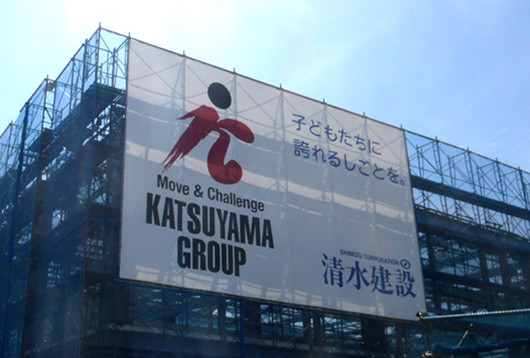 Move & Challenge
KATSUYAMA
GROUP
子どもたちに
誇れるしごとを。
SHIMIZU CORPORATION
清水建設